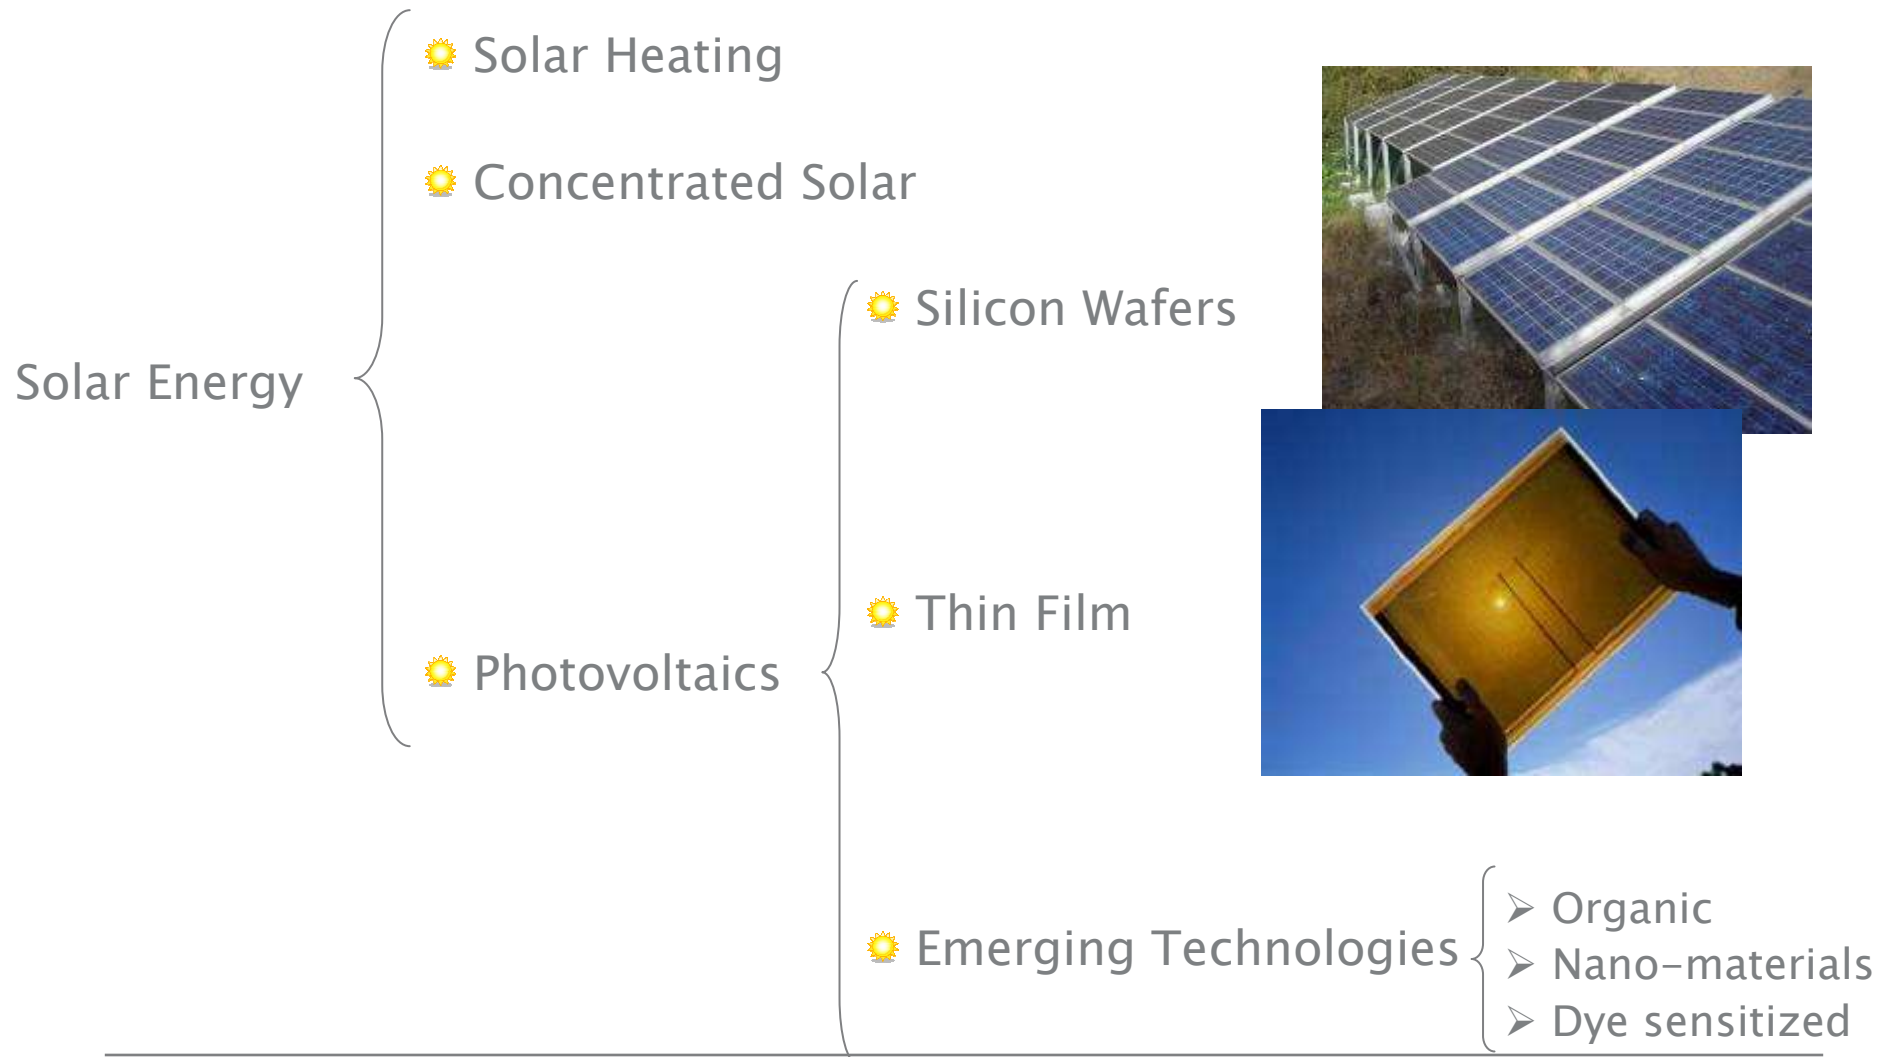 Solar Heating
Concentrated Solar
Silicon Wafers
Solar Energy
Thin Film
Photovoltaics
Organic
Emerging Technologies
Nano-materials
Dye sensitized